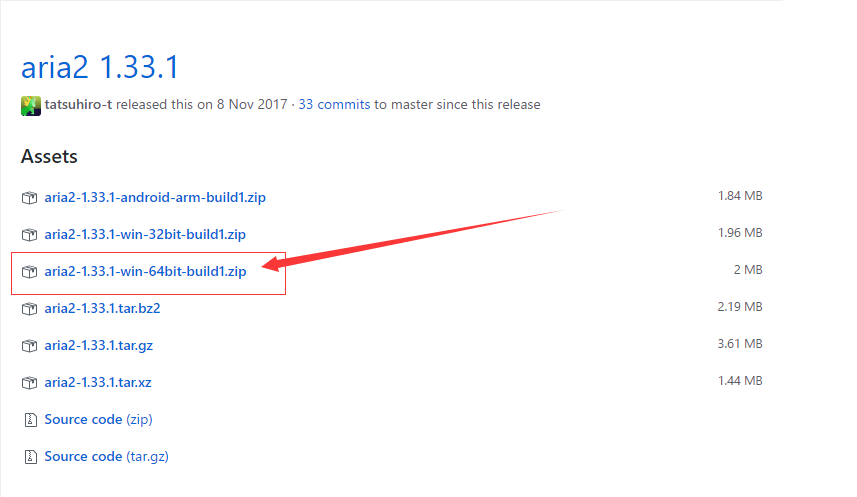 aria2 1.33.1
tatsuhiro-t released this on 8 Nov 2017 · 33 commits to master since this release
Assets
aria2-1.33.1-android-arm-build1.zip 1.84 MB
aria2-1.33.1-win-32bit-build1.zip 1.96 MB
aria2-1.33.1-win-64bit-build1.zip 2 MB
aria2-1.33.1.tar.bz2 2.19 MB
aria2-1.33.1.tar.gz 3.61 MB
aria2-1.33.1.tar.xz 1.44 MB
Source code (zip)
Source code (tar.gz)